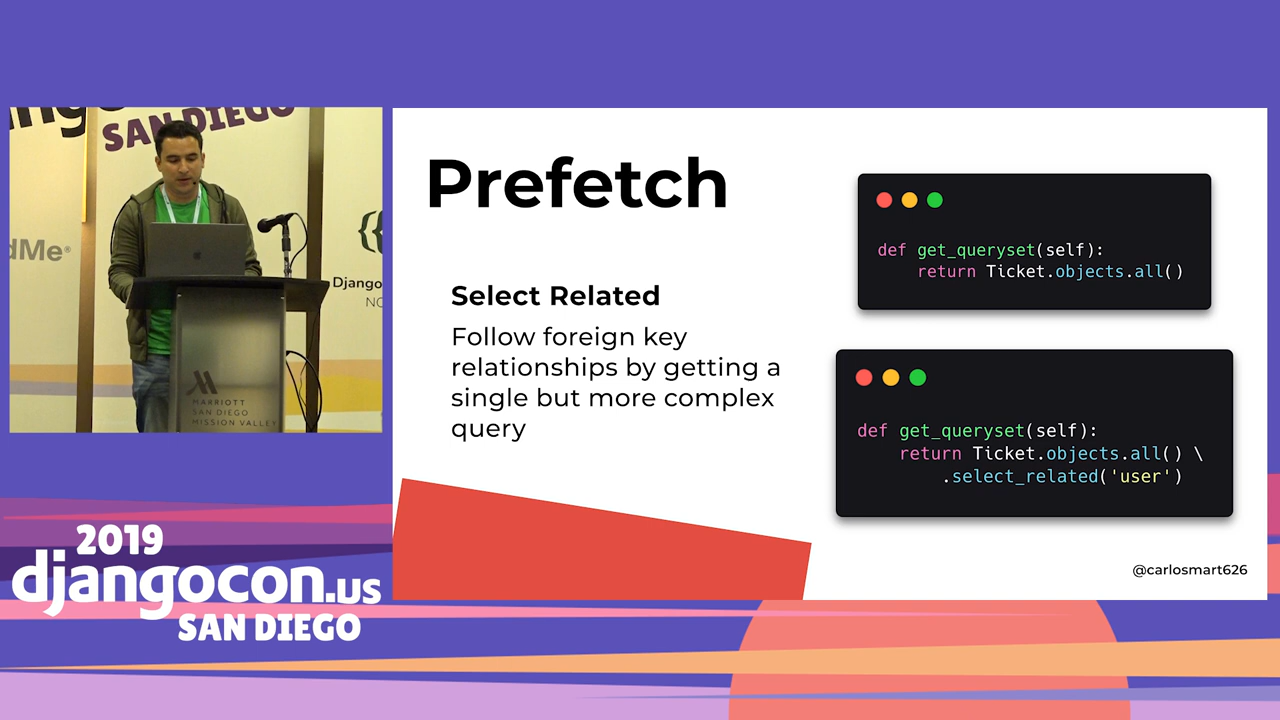 SAN DIEGO
dMe®
Django
MARRIOTT
SAN DIEGO
MISSION VALLEY
2019
djangocon.us
SAN DIEGO
Prefetch
Select Related
Follow foreign key
relationships by getting a
single but more complex
query
def get_queryset(self):
    return Ticket.objects.all()
def get_queryset(self):
    return Ticket.objects.all() \
        .select_related('user')
@carlosmart626